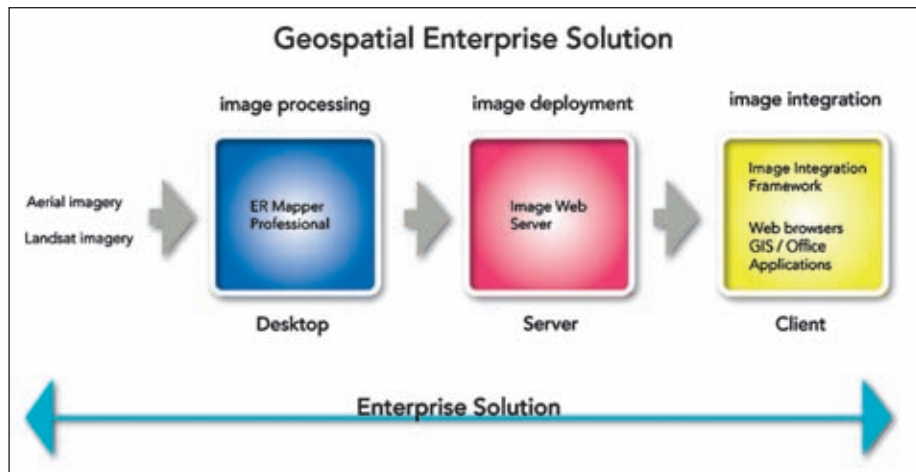 Geospatial Enterprise Solution
image processing
image deployment
image integration
Aerial imagery
Landsat imagery
ER Mapper
Professional
Image Web
Server
Image Integration
Framework
Web browsers
GIS / Office
Applications
Desktop
Server
Client
Enterprise Solution